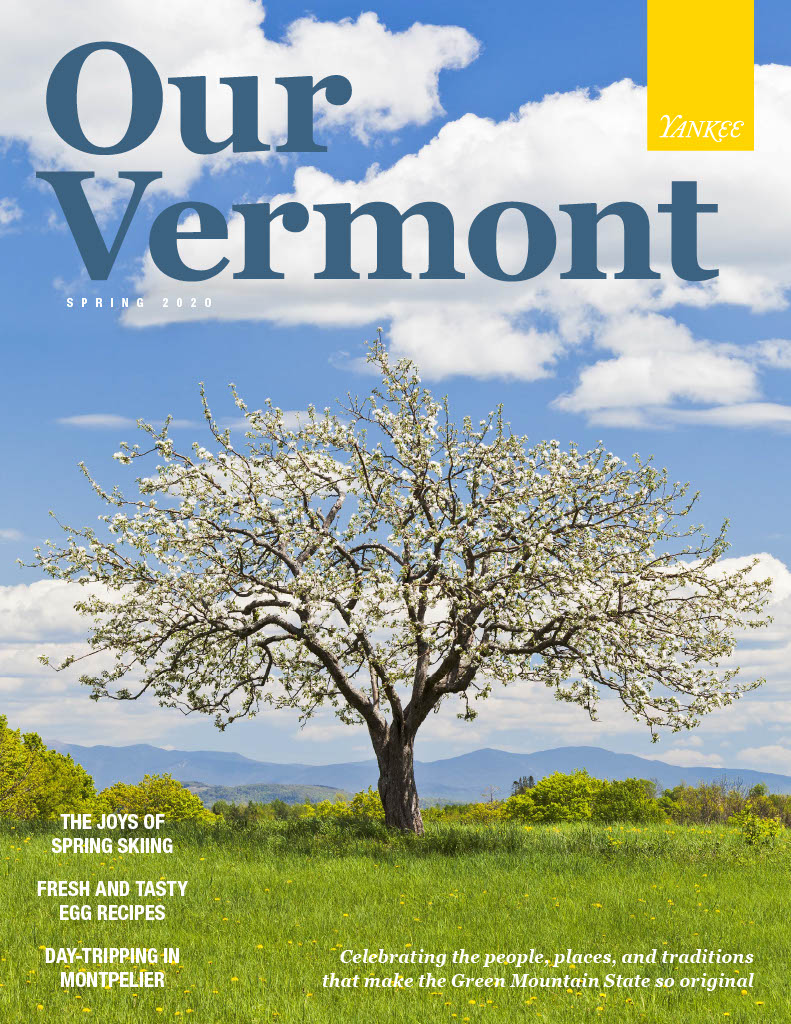 Our
YANKEE
Vermont
SPRING 2020
THE JOYS OF
SPRING SKIING
FRESH AND TASTY
EGG RECIPES
DAY-TRIPPING IN
MONTPELIER
Celebrating the people, places, and traditions
that make the Green Mountain State so original